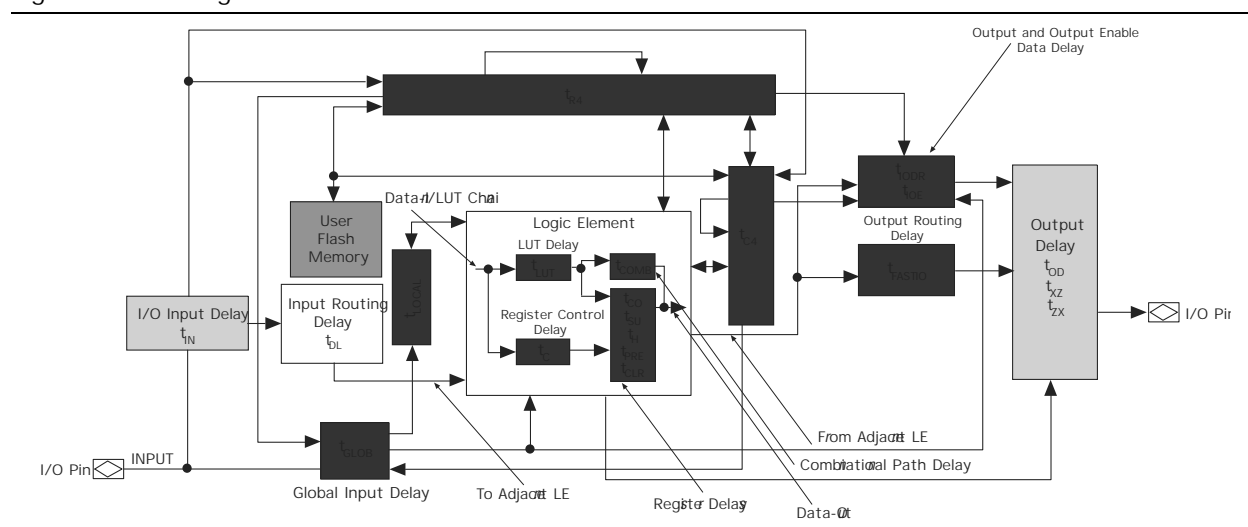 Output and Output Enable
Data Delay
tR4
Data-In/LUT Chain
User
Flash
Memory
Logic Element
LUT Delay
tLUT
tCOMB
tC4
tIODR
tIOE
Output Routing
Delay
tFASTIO
Output
Delay
tOD
tXZ
tZX
I/O Pin
I/O Input Delay
tIN
Input Routing
Delay
tDL
tLOCAL
Register Control
Delay
tC
tCO
tSU
tH
tPRE
tCLR
From Adjacent LE
Combinational Path Delay
I/O Pin
INPUT
tGLOB
Global Input Delay
To Adjacent LE
Register Delays
Data-Out